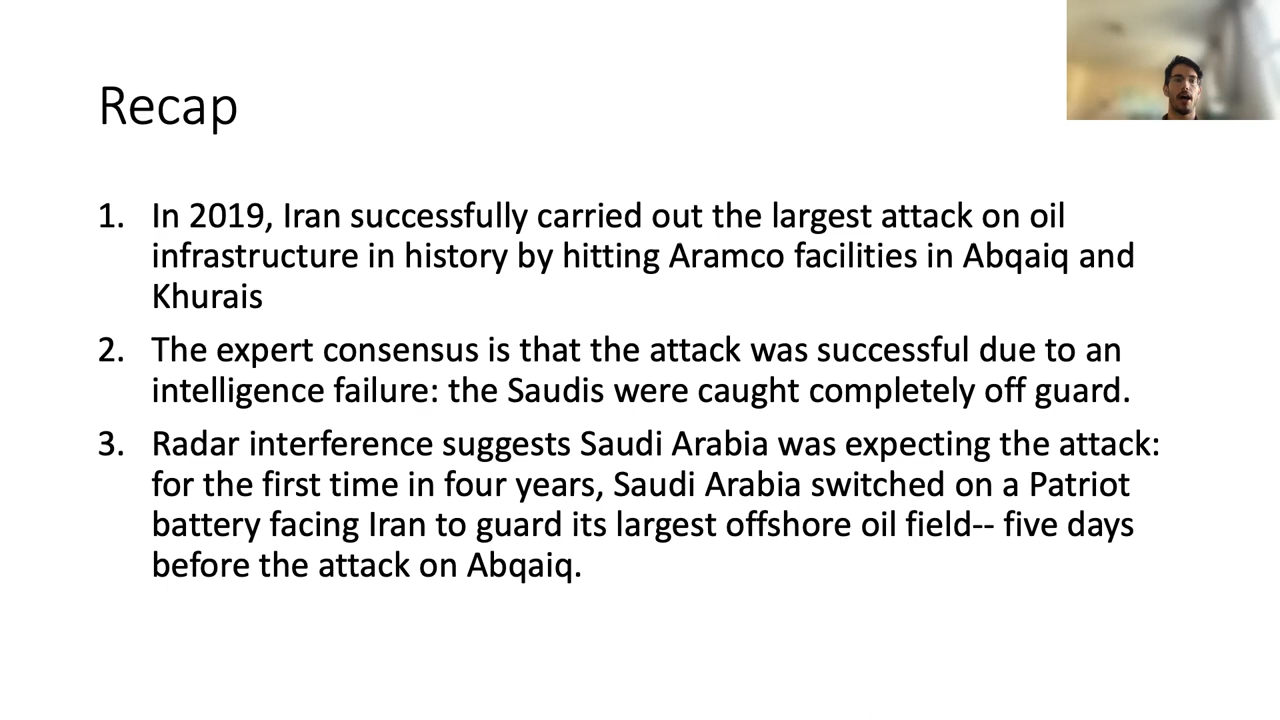 Recap
1. In 2019, Iran successfully carried out the largest attack on oil
infrastructure in history by hitting Aramco facilities in Abqaiq and
Khurais
2. The expert consensus is that the attack was successful due to an
intelligence failure: the Saudis were caught completely off guard.
3. Radar interference suggests Saudi Arabia was expecting the attack:
for the first time in four years, Saudi Arabia switched on a Patriot
battery facing Iran to guard its largest offshore oil field-- five days
before the attack on Abqaiq.